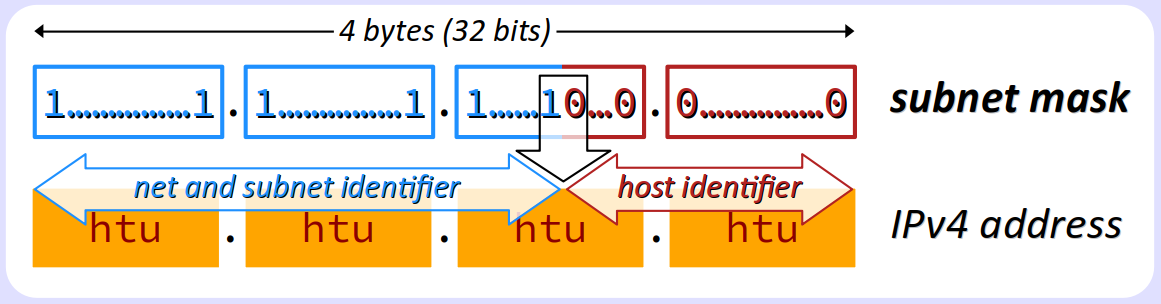 4 bytes (32 bits)
1................1 . 1................1 . 1......10...0 . 0................0 subnet mask
net and subnet identifier host identifier
htu . htu . htu . htu IPv4 address